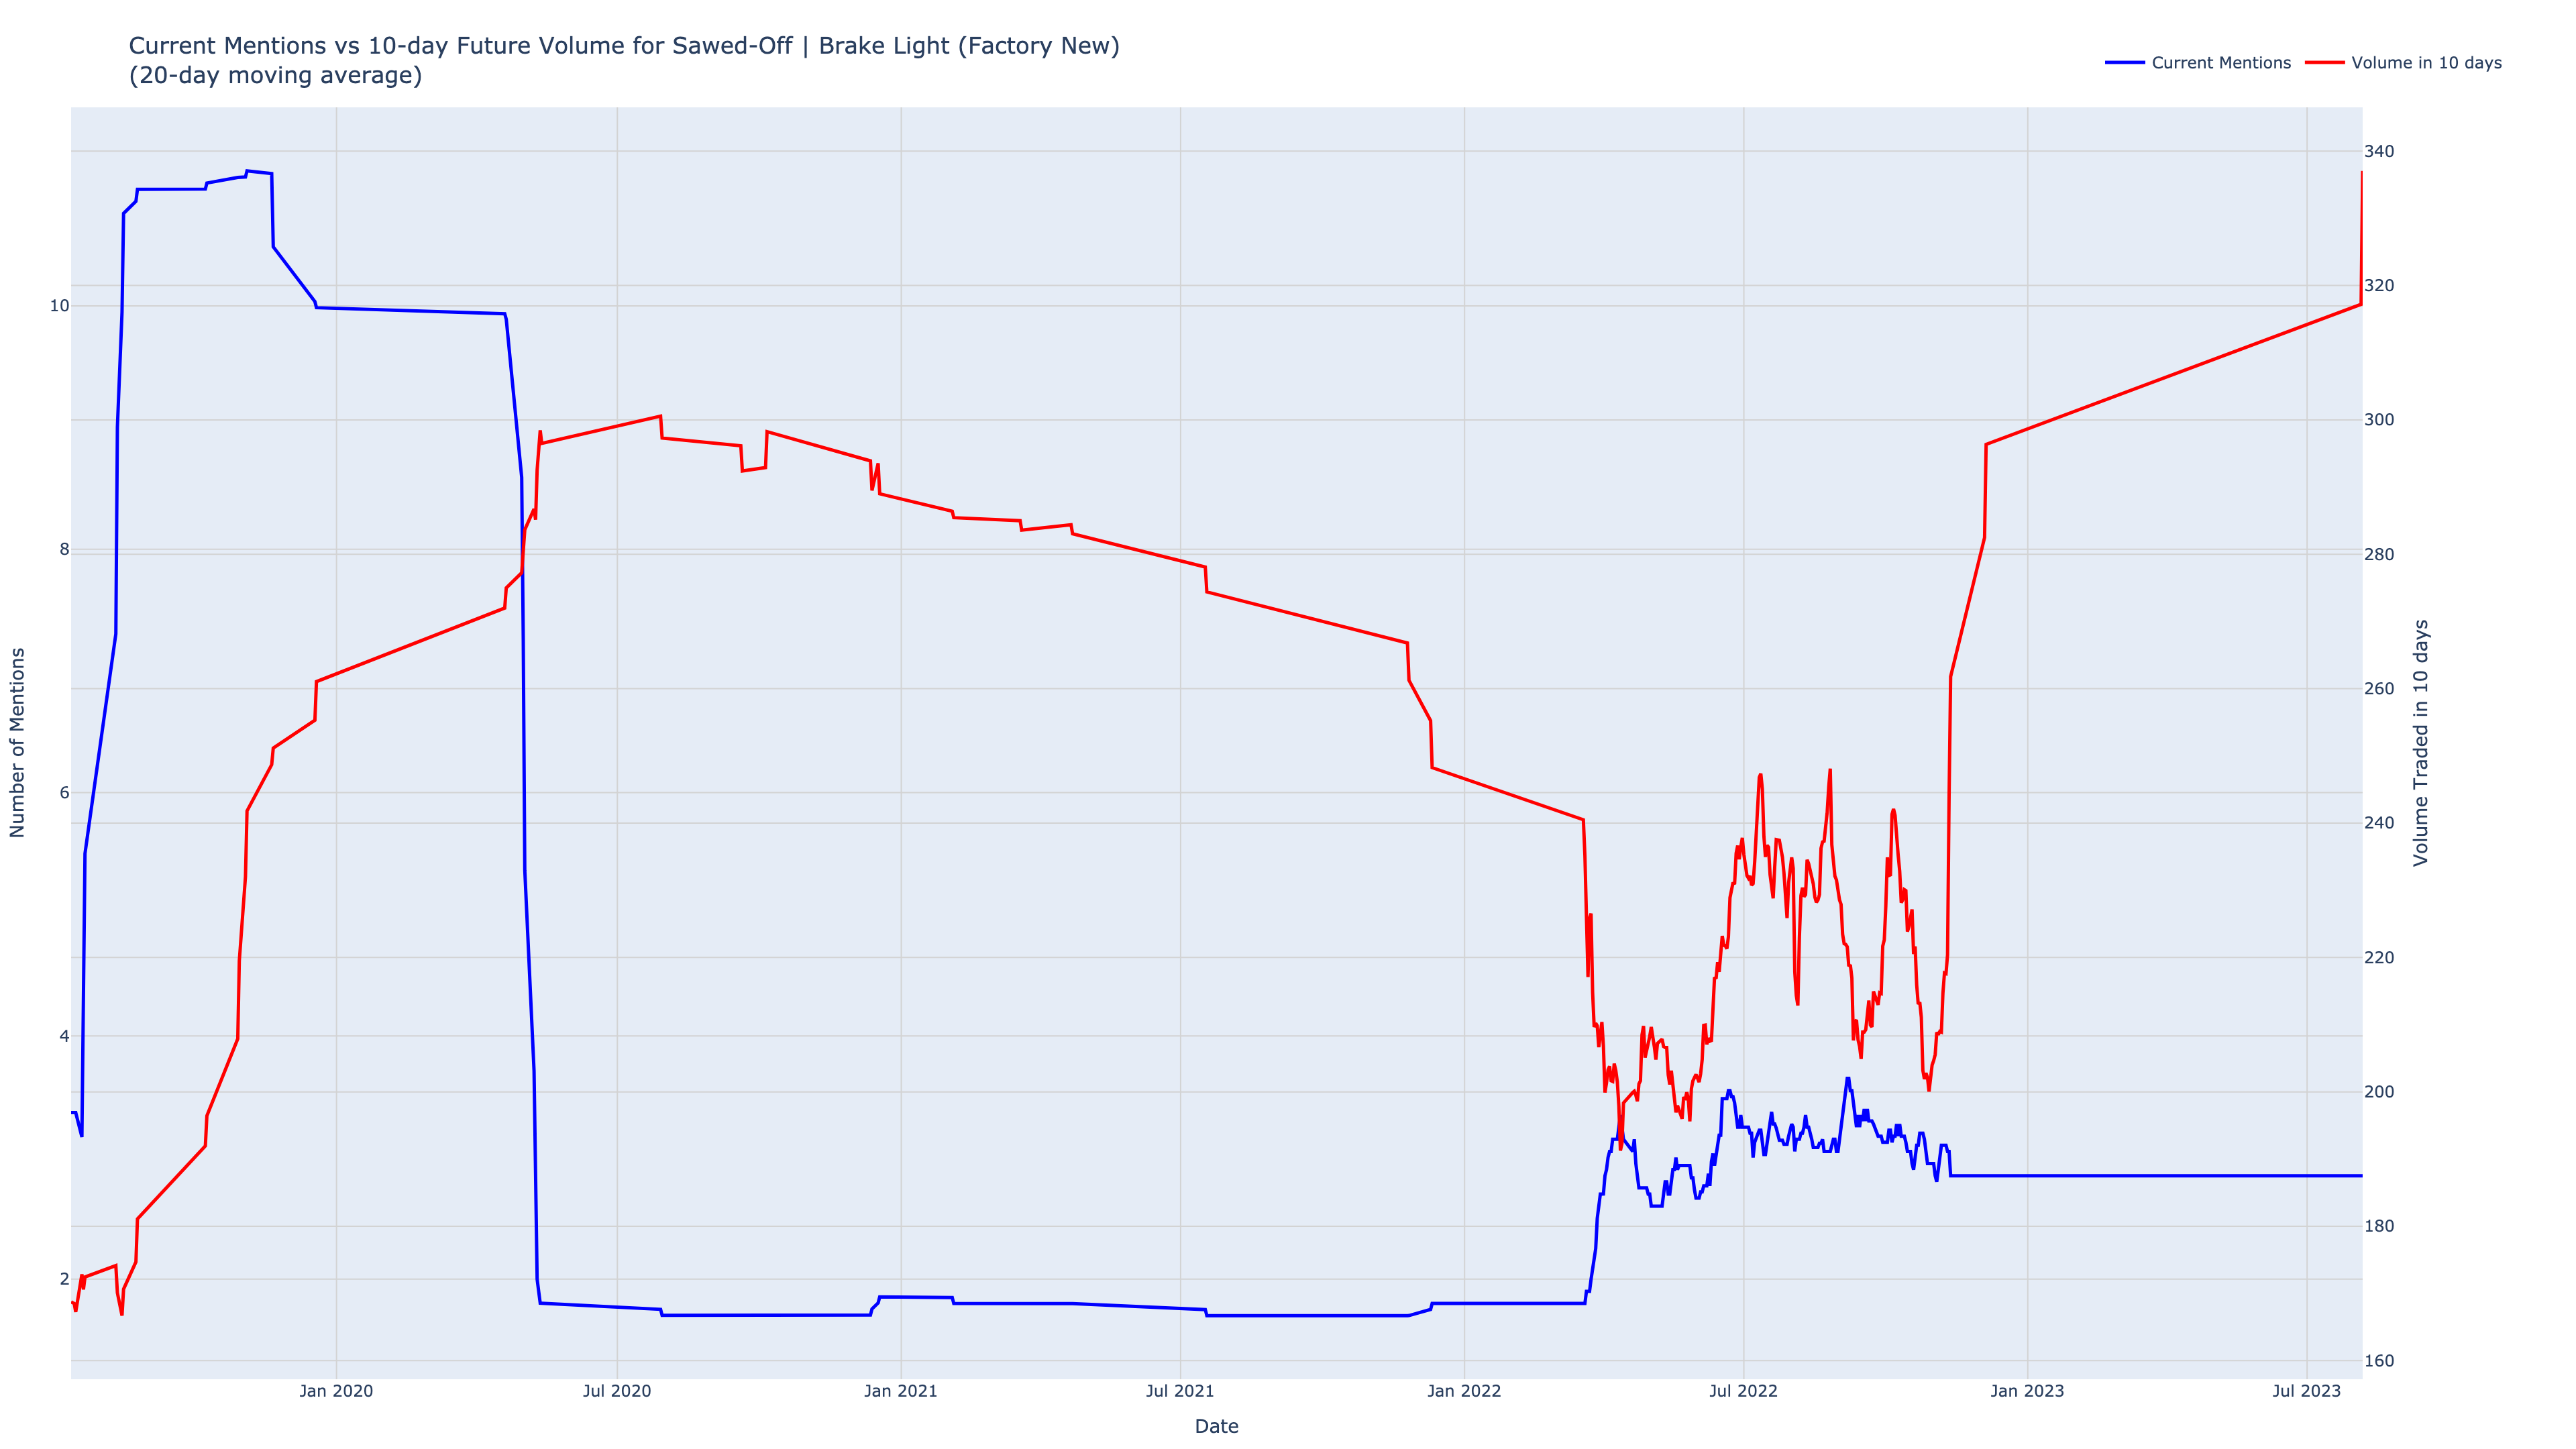 Current Mentions vs 10-day Future Volume for Sawed-Off | Brake Light (Factory New)
(20-day moving average)
Current Mentions
Volume in 10 days
Number of Mentions
10
8
6
4
2
340
320
300
280
260
240
220
200
180
160
Volume Traded in 10 days
Jan 2020
Jul 2020
Jan 2021
Jul 2021
Jan 2022
Jul 2022
Jan 2023
Jul 2023
Date